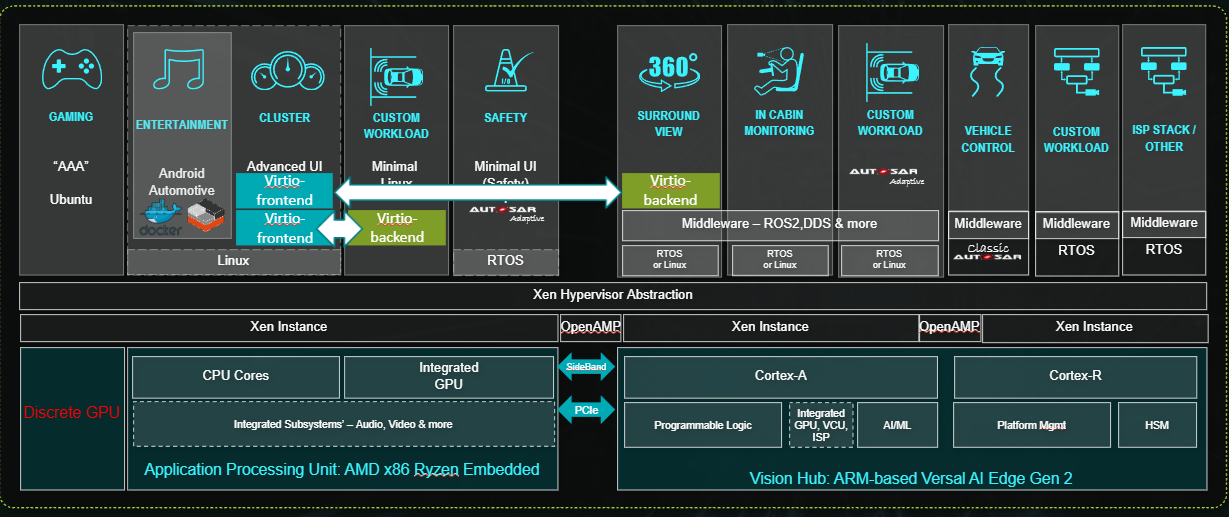 GAMING
"AAA"
Ubuntu
ENTERTAINMENT
Android
Automotive
docker
CLUSTER
Advanced UI
Virtio-
frontend
Virtio-
frontend
Linux
CUSTOM
WORKLOAD
Minimal
Linux
Virtio-
backend
SAFETY
Minimal UI
(Safety)
AUTOSAR
Adaptive
RTOS
360°
SURROUND
VIEW
Virtio-
backend
IN CABIN
MONITORING
CUSTOM
WORKLOAD
AUTOSAR
Adaptive
Middleware – ROS2,DDS & more
RTOS
or Linux
RTOS
or Linux
RTOS
or Linux
VEHICLE
CONTROL
Middleware
Classic
AUTOSAR
CUSTOM
WORKLOAD
Middleware
RTOS
ISP STACK /
OTHER
Middleware
RTOS
Xen Hypervisor Abstraction
Xen Instance
OpenAMP
Xen Instance
OpenAMP
Xen Instance
Discrete GPU
CPU Cores
Integrated
GPU
Integrated Subsystems' – Audio, Video & more
Application Processing Unit: AMD x86 Ryzen Embedded
SideBand
PCIe
Cortex-A
Cortex-R
Programmable Logic
Integrated
GPU, VCU,
ISP
AI/ML
Platform Mgmt
HSM
Vision Hub: ARM-based Versal AI Edge Gen 2